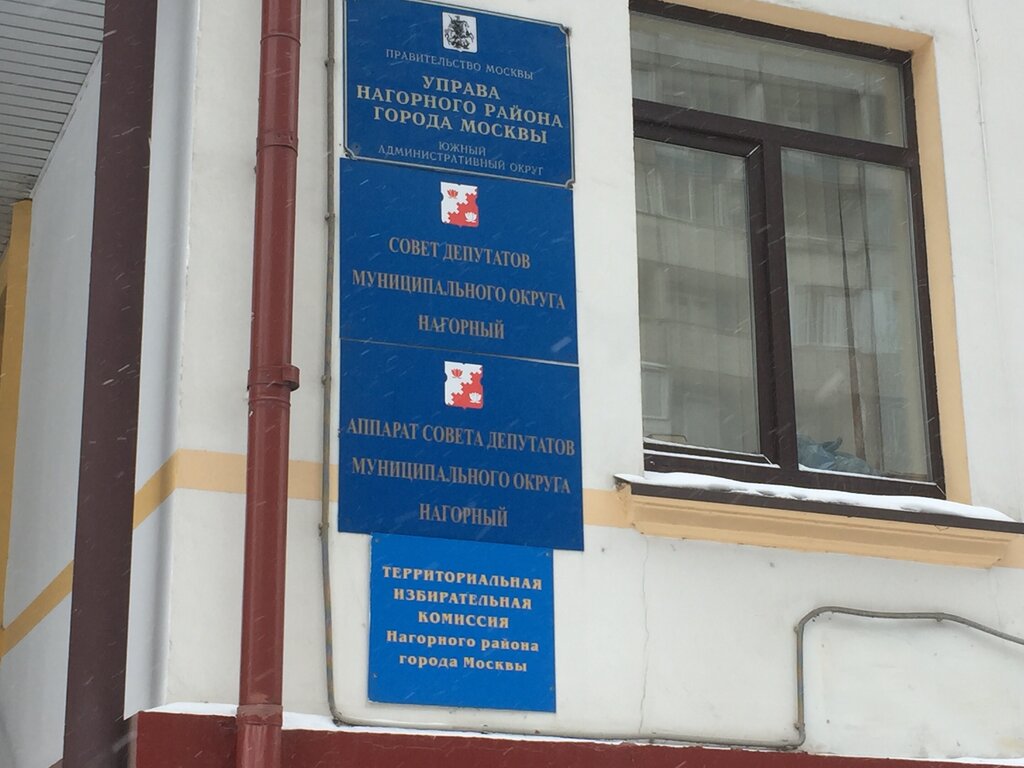 ПРАВИТЕЛЬСТВО МОСКВЫ
УПРАВА
НАГОРНОГО РАЙОНА
ГОРОДА МОСКВЫ
ЮЖНЫЙ
АДМИНИСТРАТИВНЫЙ ОКРУГ
СОВЕТ ДЕПУТАТОВ
МУНИЦИПАЛЬНОГО ОКРУГА
НАГОРНЫЙ
АППАРАТ СОВЕТА ДЕПУТАТОВ
МУНИЦИПАЛЬНОГО ОКРУГА
НАГОРНЫЙ
ТЕРРИТОРИАЛЬНАЯ
ИЗБИРАТЕЛЬНАЯ
КОМИССИЯ
Нагорного района
города Москвы